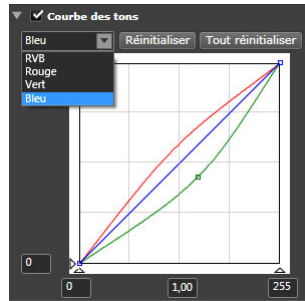 Courbe des tons
Bleu Réinitialiser Tout réinitialiser
RVB
Rouge
Vert
Bleu
0
0 1,00 255